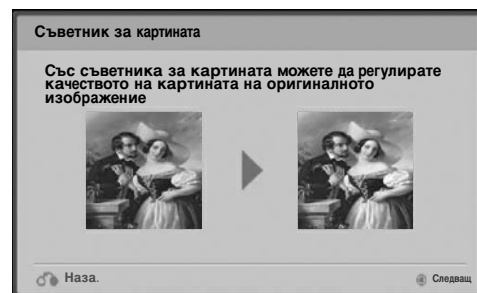 Съветник за картината
Със съветника за картината можете да регулирате
качеството на картината на оригиналното
изображение
Наза.
Следващ